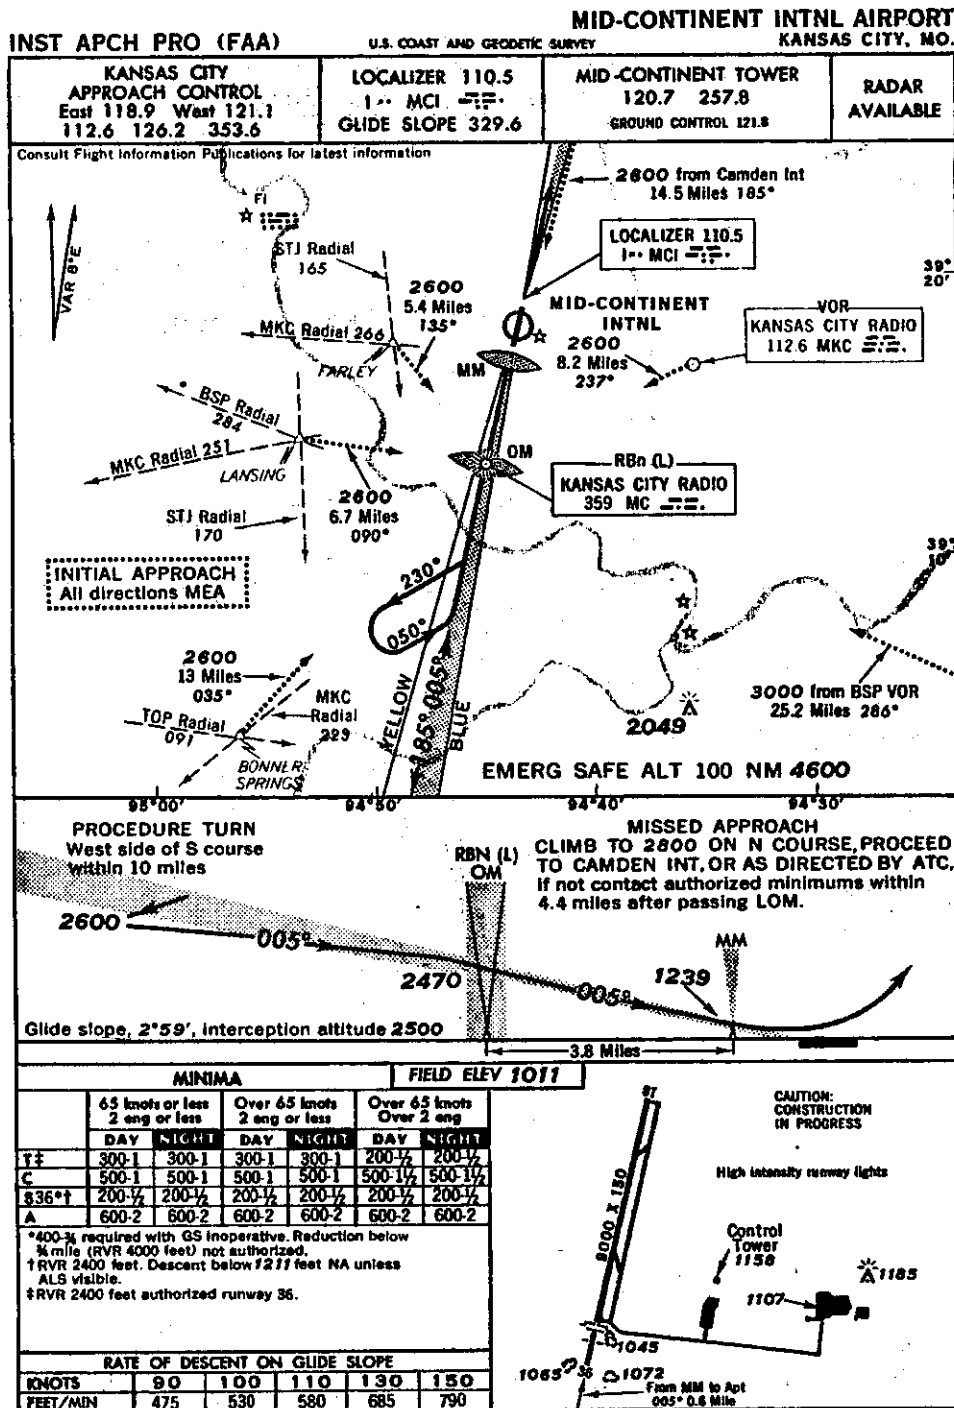 MID-CONTINENT INTNL AIRPORT
INST APCH PRO (FAA)
U.S. COAST AND GEODETIC SURVEY
KANSAS CITY, MO.
KANSAS CITY
APPROACH CONTROL
East 118.9 West 121.1
112.6 126.2 353.6
LOCALIZER 110.5
I-·· MCI
GLIDE SLOPE 329.6
MID-CONTINENT TOWER
120.7 257.8
GROUND CONTROL 121.8
RADAR
AVAILABLE
Consult Flight Information Publications for latest information
2600 from Camden Int
14.5 Miles 185°
Fl
VAR 8°E
STJ Radial
165
LOCALIZER 110.5
I-·· MCI
39°
20'
2600
5.4 Miles
135°
MKC Radial 266
FARLEY
MID-CONTINENT
INTNL
2600
8.2 Miles
237°
VOR
KANSAS CITY RADIO
112.6 MKC
MM
BSP Radial
284
MKC Radial 251
LANSING
OM
RBn (L)
KANSAS CITY RADIO
359 MC
2600
6.7 Miles
090°
STJ Radial
170
39°
10'
INITIAL APPROACH
All directions MEA
230°
050°
2600
13 Miles
035°
MKC
Radial
223
TOP Radial
091
BONNER
SPRINGS
YELLOW
185° 005°
BLUE
3000 from BSP VOR
25.2 Miles 286°
2049
EMERG SAFE ALT 100 NM 4600
95°00'
94°50'
94°40'
94°30'
PROCEDURE TURN
West side of S course
within 10 miles
MISSED APPROACH
CLIMB TO 2800 ON N COURSE, PROCEED
TO CAMDEN INT, OR AS DIRECTED BY ATC,
if not contact authorized minimums within
4.4 miles after passing LOM.
RBN (L)
OM
MM
2600
005°
2470
005°
1239
Glide slope, 2°59', interception altitude 2500
3.8 Miles
MINIMA
FIELD ELEV 1011
65 knots or less
2 eng or less
Over 65 knots
2 eng or less
Over 65 knots
Over 2 eng
DAY NIGHT DAY NIGHT DAY NIGHT
T‡ 300-1 300-1 300-1 300-1 200-½ 200-½
C 500-1 500-1 500-1 500-1 500-1½ 500-1½
S36*† 200-½ 200-½ 200-½ 200-½ 200-½ 200-½
A 600-2 600-2 600-2 600-2 600-2 600-2
*400-¾ required with GS inoperative. Reduction below
¾ mile (RVR 4000 feet) not authorized.
†RVR 2400 feet. Descent below 1211 feet NA unless
ALS visible.
‡RVR 2400 feet authorized runway 36.
RATE OF DESCENT ON GLIDE SLOPE
KNOTS 90 100 110 130 150
FEET/MIN 475 530 580 685 790
CAUTION:
CONSTRUCTION
IN PROGRESS
High intensity runway lights
9000 X 150
Control
Tower
1158
1185
1107
1045
1065
36
1072
From MM to Apt
005° 0.6 Mile